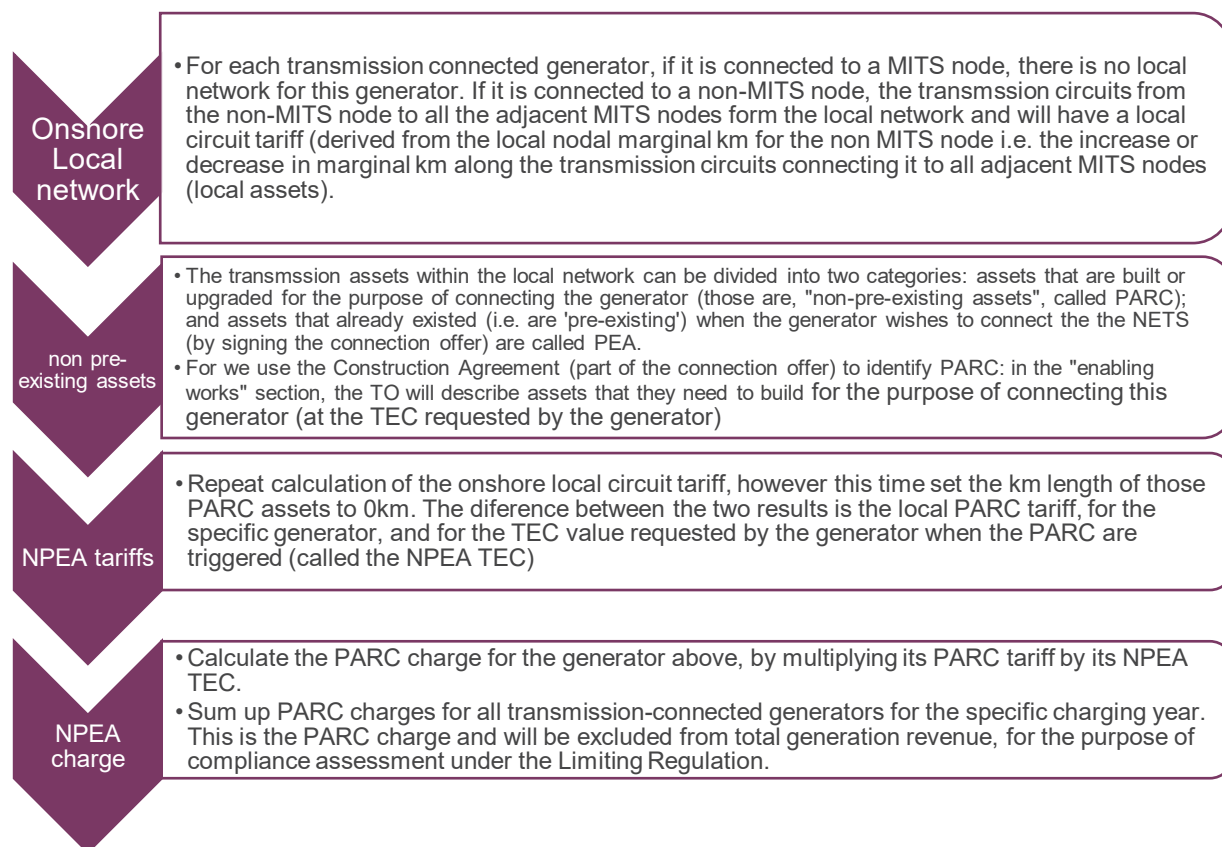 Onshore
Local
network
• For each transmission connected generator, if it is connected to a MITS node, there is no local
network for this generator. If it is connected to a non-MITS node, the transmssion circuits from
the non-MITS node to all the adjacent MITS nodes form the local network and will have a local
circuit tariff (derived from the local nodal marginal km for the non MITS node i.e. the increase or
decrease in marginal km along the transmission circuits connecting it to all adjacent MITS nodes
(local assets).
non pre-
existing assets
• The transmssion assets within the local network can be divided into two categories: assets that are built or
upgraded for the purpose of connecting the generator (those are, "non-pre-existing assets", called PARC);
and assets that already existed (i.e. are 'pre-existing') when the generator wishes to connect the the NETS
(by signing the connection offer) are called PEA.
• For we use the Construction Agreement (part of the connection offer) to identify PARC: in the "enabling
works" section, the TO will describe assets that they need to build for the purpose of connecting this
generator (at the TEC requested by the generator)
NPEA tariffs
• Repeat calculation of the onshore local circuit tariff, however this time set the km length of those
PARC assets to 0km. The diference between the two results is the local PARC tariff, for the
specific generator, and for the TEC value requested by the generator when the PARC are
triggered (called the NPEA TEC)
NPEA
charge
• Calculate the PARC charge for the generator above, by multiplying its PARC tariff by its NPEA
TEC.
• Sum up PARC charges for all transmission-connected generators for the specific charging year.
This is the PARC charge and will be excluded from total generation revenue, for the purpose of
compliance assessment under the Limiting Regulation.